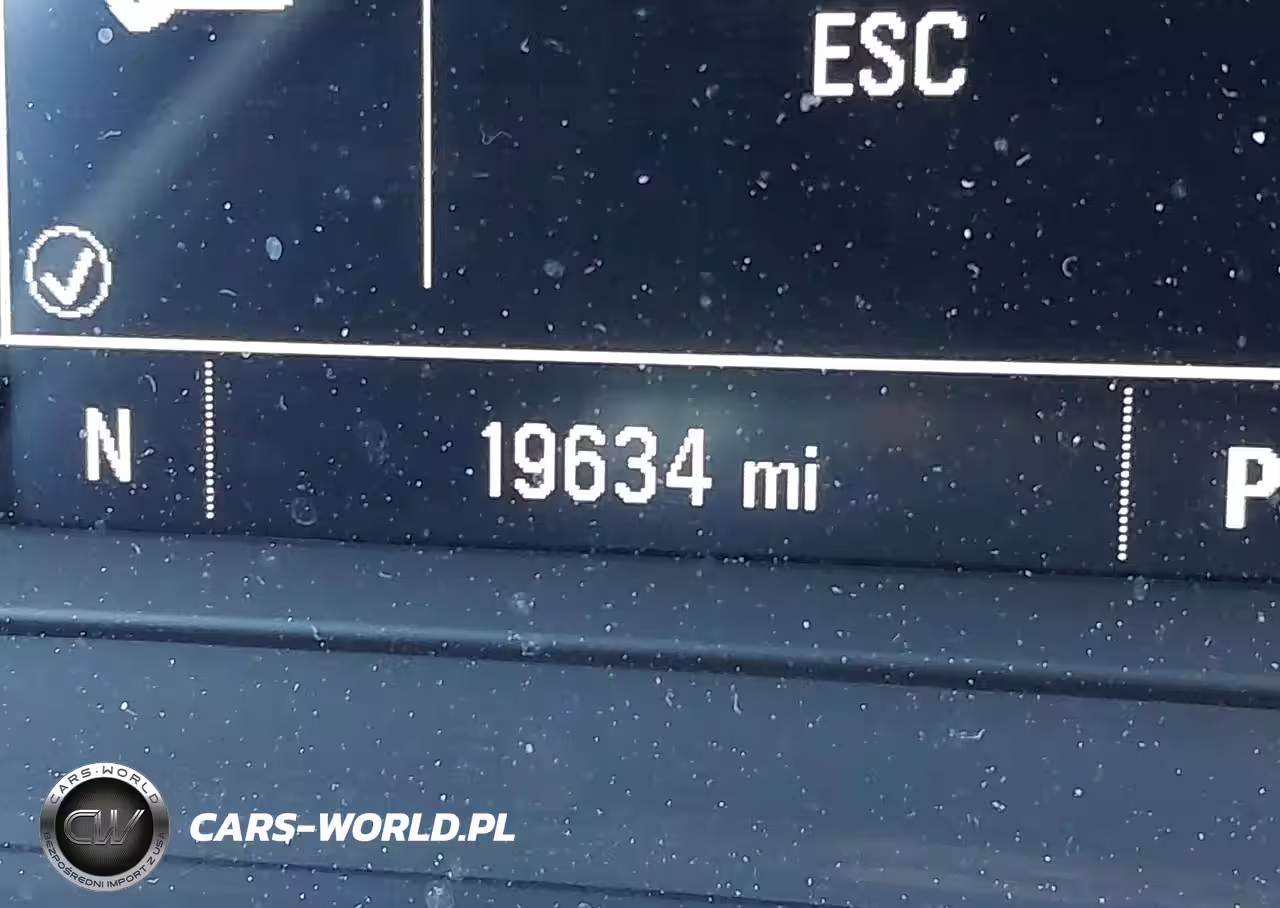 ESC
N
19634 mi
P
CARS-WORLD
CW
BEZPOŚREDNI IMPORT Z USA
CARS-WORLD.PL